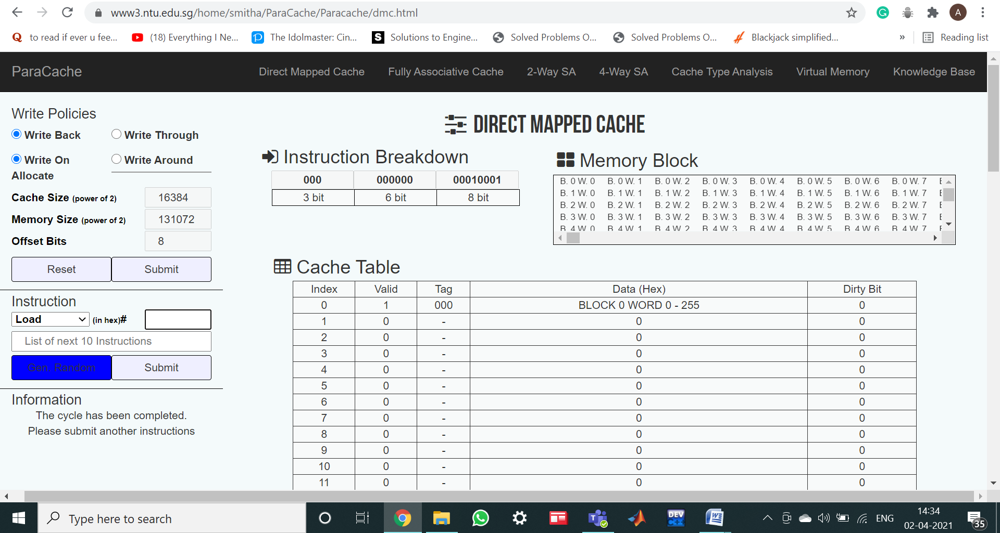 www3.ntu.edu.sg/home/smitha/ParaCache/Paracache/dmc.html
A
to read if ever u fee...
(18) Everything I Ne...
The Idolmaster: Cin...
Solutions to Engine...
Solved Problems O...
Solved Problems O...
Blackjack simplified...
»
Reading list
ParaCache
Direct Mapped Cache
Fully Associative Cache
2-Way SA
4-Way SA
Cache Type Analysis
Virtual Memory
Knowledge Base
Write Policies
Write Back
Write Through
Write On Allocate
Write Around
Cache Size (power of 2)
16384
Memory Size (power of 2)
131072
Offset Bits
8
Reset
Submit
Instruction
Load
(in hex)#
List of next 10 Instructions
Gen. Random
Submit
Information
The cycle has been completed.
Please submit another instructions
DIRECT MAPPED CACHE
Instruction Breakdown
000 000000 00010001
3 bit 6 bit 8 bit
Memory Block
B. 0 W. 0 B. 0 W. 1 B. 0 W. 2 B. 0 W. 3 B. 0 W. 4 B. 0 W. 5 B. 0 W. 6 B. 0 W. 7
B. 1 W. 0 B. 1 W. 1 B. 1 W. 2 B. 1 W. 3 B. 1 W. 4 B. 1 W. 5 B. 1 W. 6 B. 1 W. 7
B. 2 W. 0 B. 2 W. 1 B. 2 W. 2 B. 2 W. 3 B. 2 W. 4 B. 2 W. 5 B. 2 W. 6 B. 2 W. 7
B. 3 W. 0 B. 3 W. 1 B. 3 W. 2 B. 3 W. 3 B. 3 W. 4 B. 3 W. 5 B. 3 W. 6 B. 3 W. 7
B. 4 W. 0 B. 4 W. 1 B. 4 W. 2 B. 4 W. 3 B. 4 W. 4 B. 4 W. 5 B. 4 W. 6 B. 4 W. 7
Cache Table
Index Valid Tag Data (Hex) Dirty Bit
0 1 000 BLOCK 0 WORD 0 - 255 0
1 0 - 0 0
2 0 - 0 0
3 0 - 0 0
4 0 - 0 0
5 0 - 0 0
6 0 - 0 0
7 0 - 0 0
8 0 - 0 0
9 0 - 0 0
10 0 - 0 0
11 0 - 0 0
Type here to search
DEV
C++
ENG
14:34
02-04-2021
35